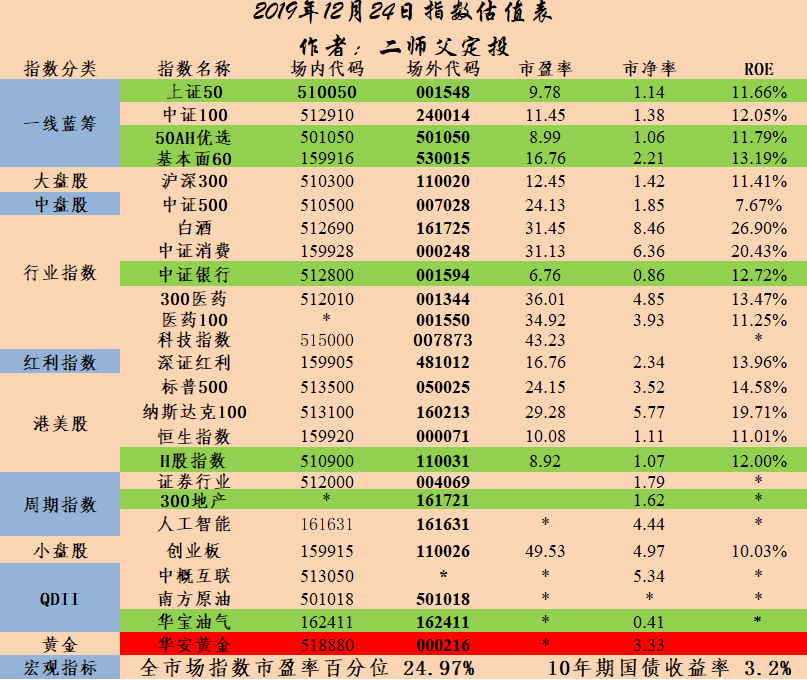 2019年12月24日指数估值表
作者：二师父定投
指数分类 指数名称 场内代码 场外代码 市盈率 市净率 ROE
一线蓝筹 上证50 510050 001548 9.78 1.14 11.66%
中证100 512910 240014 11.45 1.38 12.05%
50AH优选 501050 501050 8.99 1.06 11.79%
基本面60 159916 530015 16.76 2.21 13.19%
大盘股 沪深300 510300 110020 12.45 1.42 11.41%
中盘股 中证500 510500 007028 24.13 1.85 7.67%
行业指数 白酒 512690 161725 31.45 8.46 26.90%
中证消费 159928 000248 31.13 6.36 20.43%
中证银行 512800 001594 6.76 0.86 12.72%
300医药 512010 001344 36.01 4.85 13.47%
医药100 * 001550 34.92 3.93 11.25%
科技指数 515000 007873 43.23 *
红利指数 深证红利 159905 481012 16.76 2.34 13.96%
港美股 标普500 513500 050025 24.15 3.52 14.58%
纳斯达克100 513100 160213 29.28 5.77 19.71%
恒生指数 159920 000071 10.08 1.11 11.01%
H股指数 510900 110031 8.92 1.07 12.00%
周期指数 证券行业 512000 004069 1.79 *
300地产 * 161721 1.62 *
人工智能 161631 161631 * 4.44 *
小盘股 创业板 159915 110026 49.53 4.97 10.03%
QDII 中概互联 513050 * * 5.34 *
南方原油 501018 501018 * * *
华宝油气 162411 162411 * 0.41 *
黄金 华安黄金 518880 000216 * 3.33
宏观指标 全市场指数市盈率百分位 24.97% 10年期国债收益率 3.2%